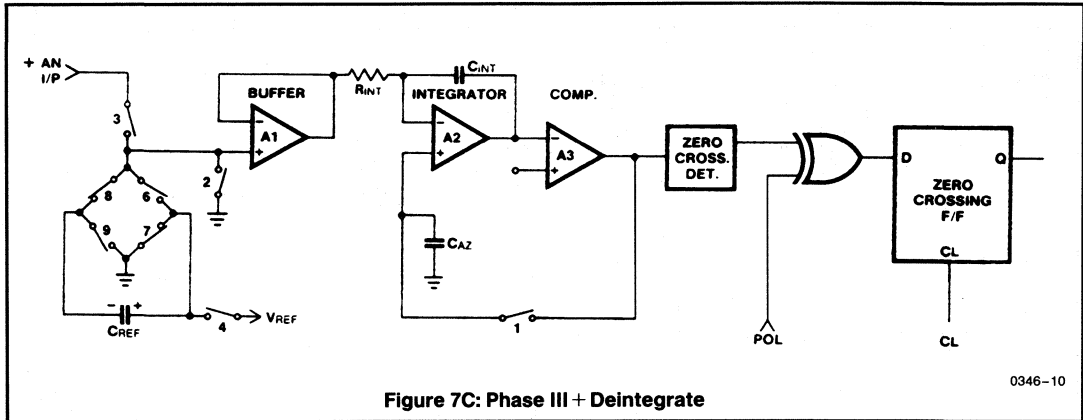 + AN
I/P
3
8
6
9
7
- +
CREF
4
VREF
2
BUFFER
A1
- +
RINT
CINT
INTEGRATOR
A2
- +
CAZ
1
COMP.
A3
- +
ZERO
CROSS.
DET.
POL
D Q
ZERO
CROSSING
F/F
CL
CL
0346-10
Figure 7C: Phase III + Deintegrate